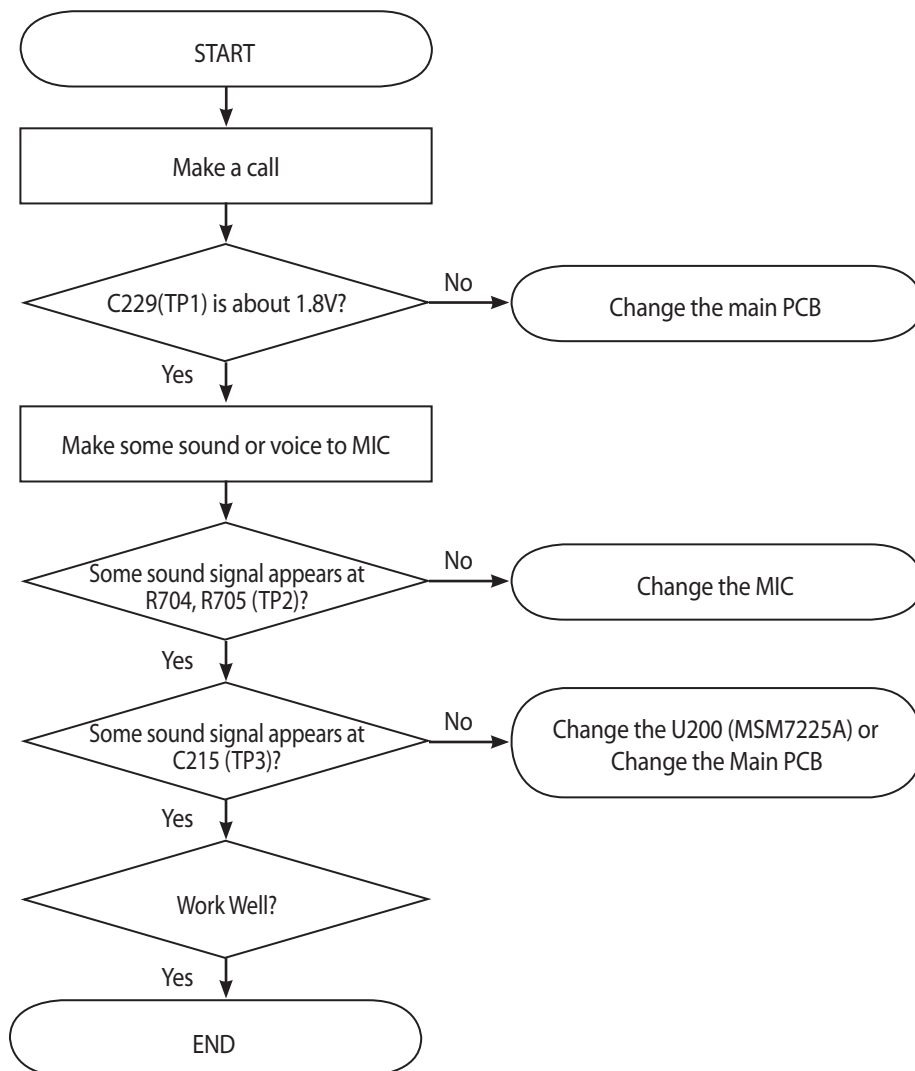 START
Make a call
C229(TP1) is about 1.8V?
No
Change the main PCB
Yes
Make some sound or voice to MIC
Some sound signal appears at
R704, R705 (TP2)?
No
Change the MIC
Yes
Some sound signal appears at
C215 (TP3)?
No
Change the U200 (MSM7225A) or
Change the Main PCB
Yes
Work Well?
Yes
END